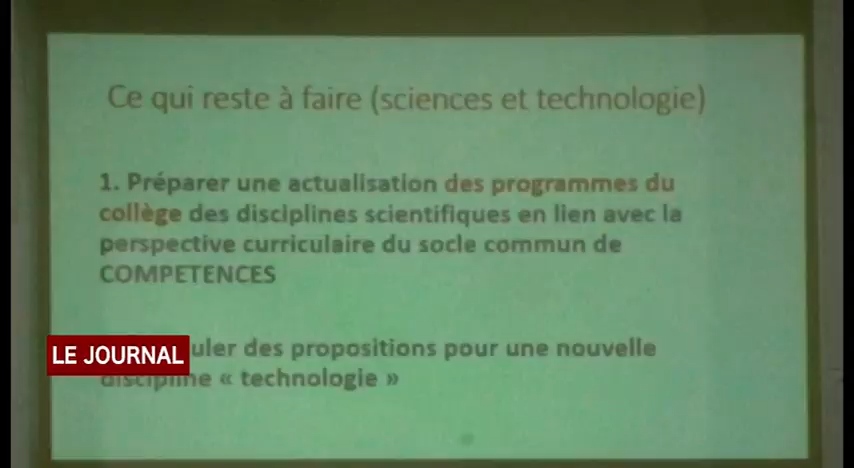 Ce qui reste à faire (sciences et technologie)
1. Préparer une actualisation des programmes du
collège des disciplines scientifiques en lien avec la
perspective curriculaire du socle commun de
COMPETENCES
LE JOURNAL
des propositions pour une nouvelle
discipline « technologie »